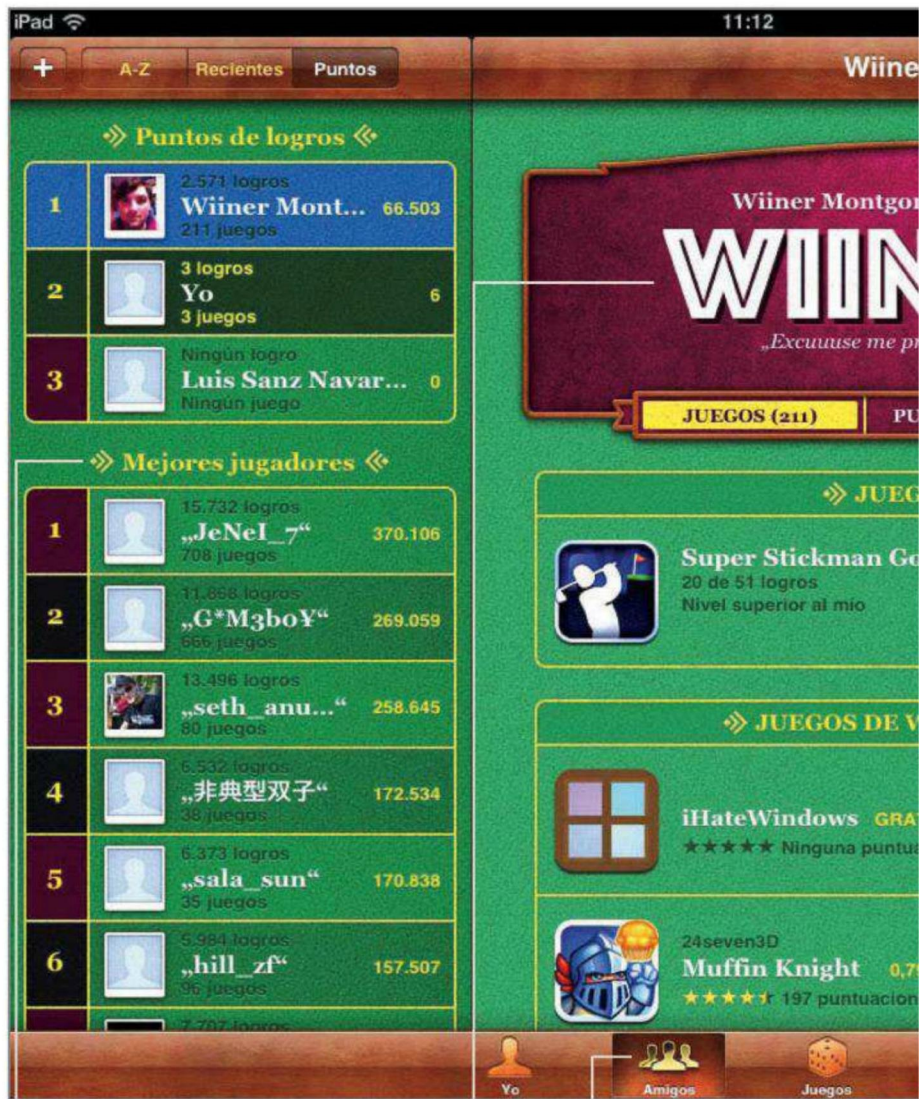 iPad 11:12
+ A-Z Recientes Puntos
Wiine
Puntos de logros
1
2.571 logros
Wiiner Mont... 66.503
211 juegos
2
3 logros
Yo 6
3 juegos
3
Ningún logro
Luis Sanz Navar... 0
Ningún juego
Mejores jugadores
1
15.732 logros
„JeNeI_7“ 370.106
708 juegos
2
11.868 logros
„G*M3bo¥“ 269.059
666 juegos
3
13.496 logros
„seth_anu...“ 258.645
80 juegos
4
6.532 logros
„非典型双子“ 172.534
38 juegos
5
6.373 logros
„sala_sun“ 170.838
35 juegos
6
5.984 logros
„hill_zf“ 157.507
96 juegos
7.707 logros
Wiiner Montgor
WIIN
„Excuuuse me pr
JUEGOS (211) PU
JUEG
Super Stickman Go
20 de 51 logros
Nivel superior al mío
JUEGOS DE V
iHateWindows GRA
Ninguna puntua
24seven3D
Muffin Knight 0,79
197 puntuacion
Yo Amigos Juegos